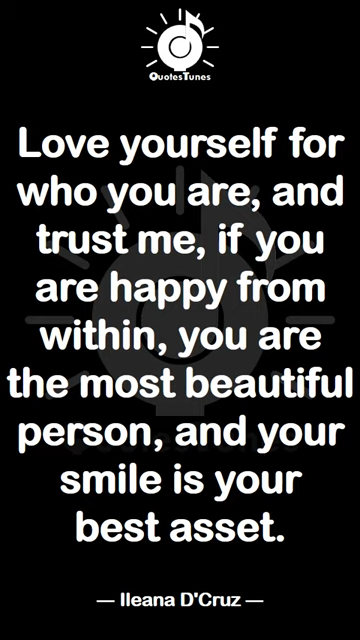 QuotesTunes
Love yourself for
who you are, and
trust me, if you
are happy from
within, you are
the most beautiful
person, and your
smile is your
best asset.
— Ileana D'Cruz —